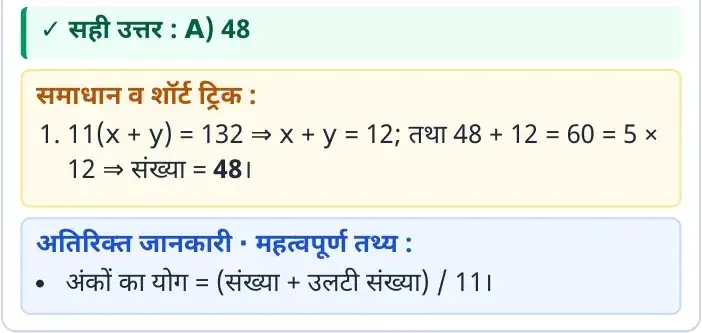 ✓ सही उत्तर : A) 48
समाधान व शॉर्ट ट्रिक :
1. 11(x + y) = 132 ⇒ x + y = 12; तथा 48 + 12 = 60 = 5 ×
12 ⇒ संख्या = 48।
अतिरिक्त जानकारी · महत्वपूर्ण तथ्य :
• अंकों का योग = (संख्या + उलटी संख्या) / 11।